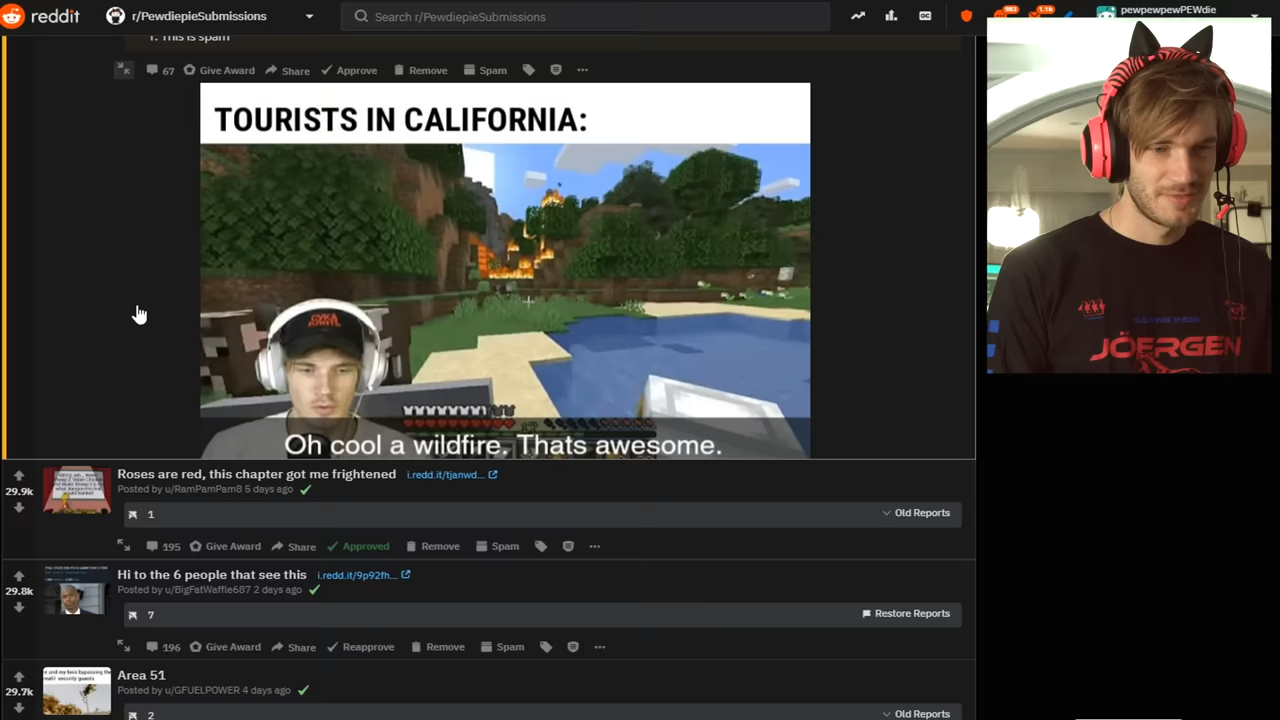 reddit r/PewdiepieSubmissions Search r/PewdiepieSubmissions pewpewpewPEWdie
1. This is spam
67 Give Award Share Approve Remove Spam
TOURISTS IN CALIFORNIA:
Oh cool a wildfire. Thats awesome.
JÖERGEN
29.9k
Roses are red, this chapter got me frightened i.redd.it/tjanwd...
Posted by u/RamPamPam8 5 days ago
1 Old Reports
195 Give Award Share Approved Remove Spam
29.8k
Hi to the 6 people that see this i.redd.it/9p92fh...
Posted by u/BigFatWaffle687 2 days ago
7 Restore Reports
196 Give Award Share Reapprove Remove Spam
29.7k
Area 51
Posted by u/GFUELPOWER 4 days ago
2 Old Reports